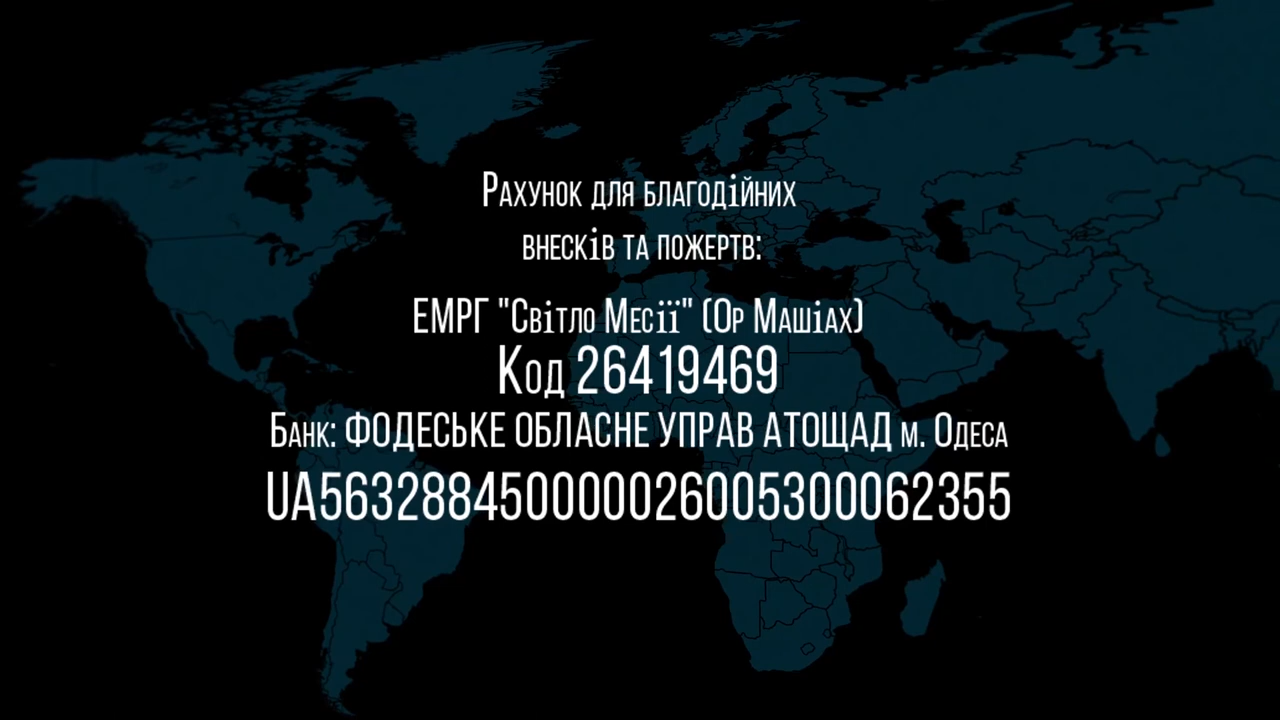 Рахунок для благодійних
внесків та пожертв:
ЕМРГ "Світло Месії" (Ор Машіах)
Код 26419469
Банк: ФОДЕСЬКЕ ОБЛАСНЕ УПРАВ АТОЩАД м. Одеса
UA563288450000026005300062355